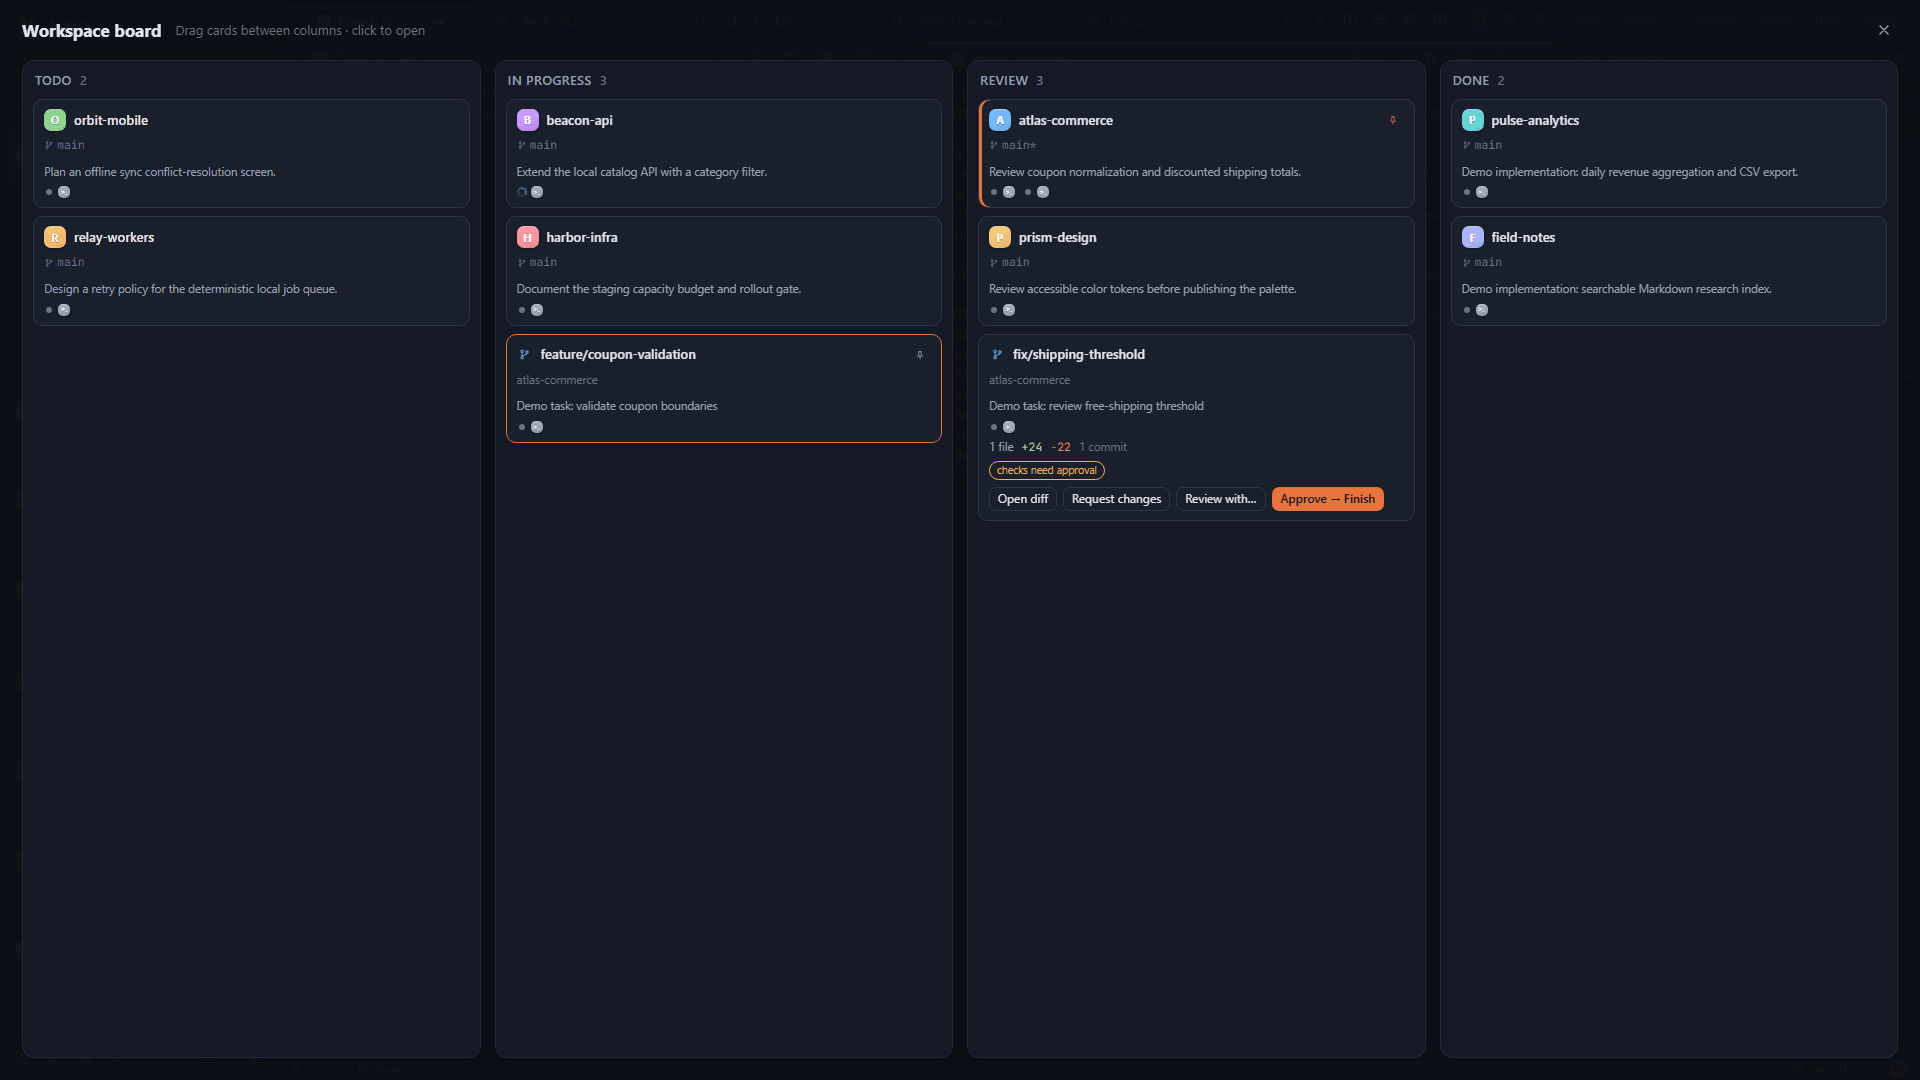 Workspace board Drag cards between columns · click to open
TODO 2
O orbit-mobile
main
Plan an offline sync conflict-resolution screen.
R relay-workers
main
Design a retry policy for the deterministic local job queue.
IN PROGRESS 3
B beacon-api
main
Extend the local catalog API with a category filter.
H harbor-infra
main
Document the staging capacity budget and rollout gate.
feature/coupon-validation
atlas-commerce
Demo task: validate coupon boundaries
REVIEW 3
A atlas-commerce
main*
Review coupon normalization and discounted shipping totals.
P prism-design
main
Review accessible color tokens before publishing the palette.
fix/shipping-threshold
atlas-commerce
Demo task: review free-shipping threshold
1 file +24 -22 1 commit
checks need approval
Open diff Request changes Review with... Approve → Finish
DONE 2
P pulse-analytics
main
Demo implementation: daily revenue aggregation and CSV export.
F field-notes
main
Demo implementation: searchable Markdown research index.